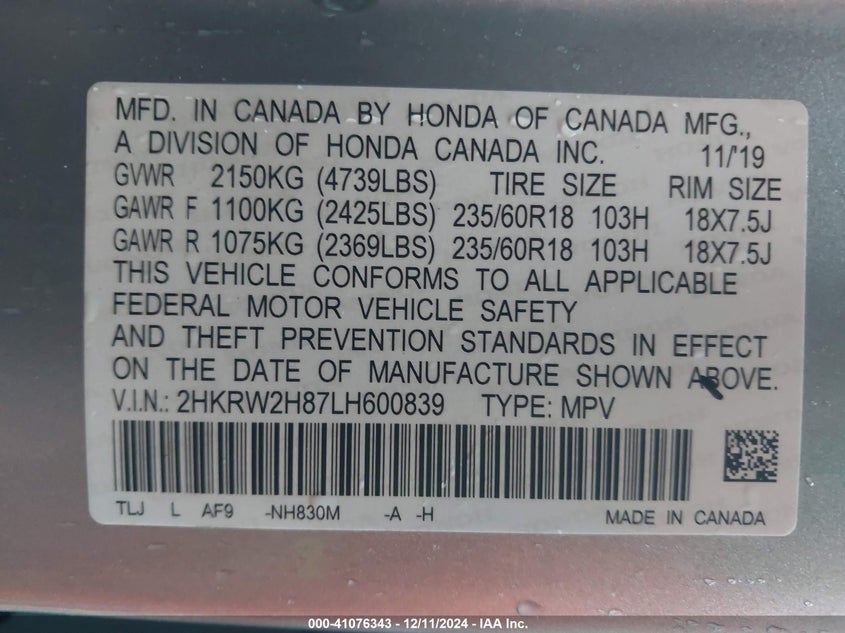 MFD. IN CANADA BY HONDA OF CANADA MFG.,
A DIVISION OF HONDA CANADA INC. 11/'19
GVWR 2150KG (4739LBS) TIRE SIZE RIM SIZE
GAWR F 1100KG (2425LBS) 235/60R18 103H 18X7.5J
GAWR R 1075KG (2369LBS) 235/60R18 103H 18X7.5J
THIS VEHICLE CONFORMS TO ALL APPLICABLE
FEDERAL MOTOR VEHICLE SAFETY
AND THEFT PREVENTION STANDARDS IN EFFECT
ON THE DATE OF MANUFACTURE SHOWN ABOVE.
V.I.N.: 2HKRW2H87LH600839 TYPE: MPV
TLJ L AF9 -NH830M -A -H MADE IN CANADA
000-41076343 - 12/11/2024 - IAA Inc.